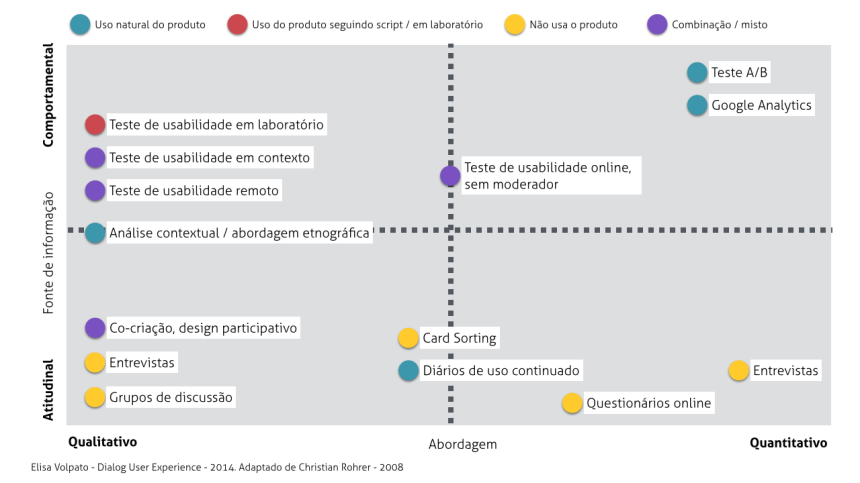 Uso natural do produto
Uso do produto seguindo script / em laboratório
Não usa o produto
Combinação / misto
Comportamental
Fonte de informação
Atitudinal
Teste A/B
Google Analytics
Teste de usabilidade em laboratório
Teste de usabilidade em contexto
Teste de usabilidade remoto
Teste de usabilidade online,
sem moderador
Análise contextual / abordagem etnográfica
Co-criação, design participativo
Card Sorting
Entrevistas
Diários de uso continuado
Entrevistas
Grupos de discussão
Questionários online
Qualitativo
Abordagem
Quantitativo
Elisa Volpato - Dialog User Experience - 2014. Adaptado de Christian Rohrer - 2008